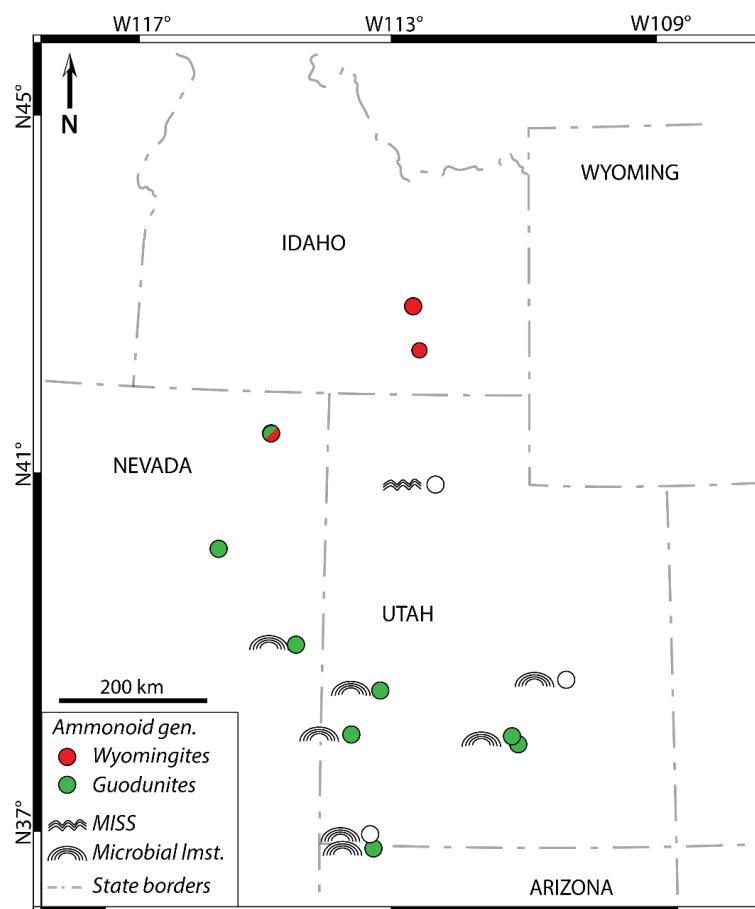 W117°
W113°
W109°
N45°
N
WYOMING
IDAHO
N41°
NEVADA
UTAH
200 km
Ammonoid gen.
Wyomingites
Guodunites
MISS
N37°
Microbial lmst.
State borders
ARIZONA